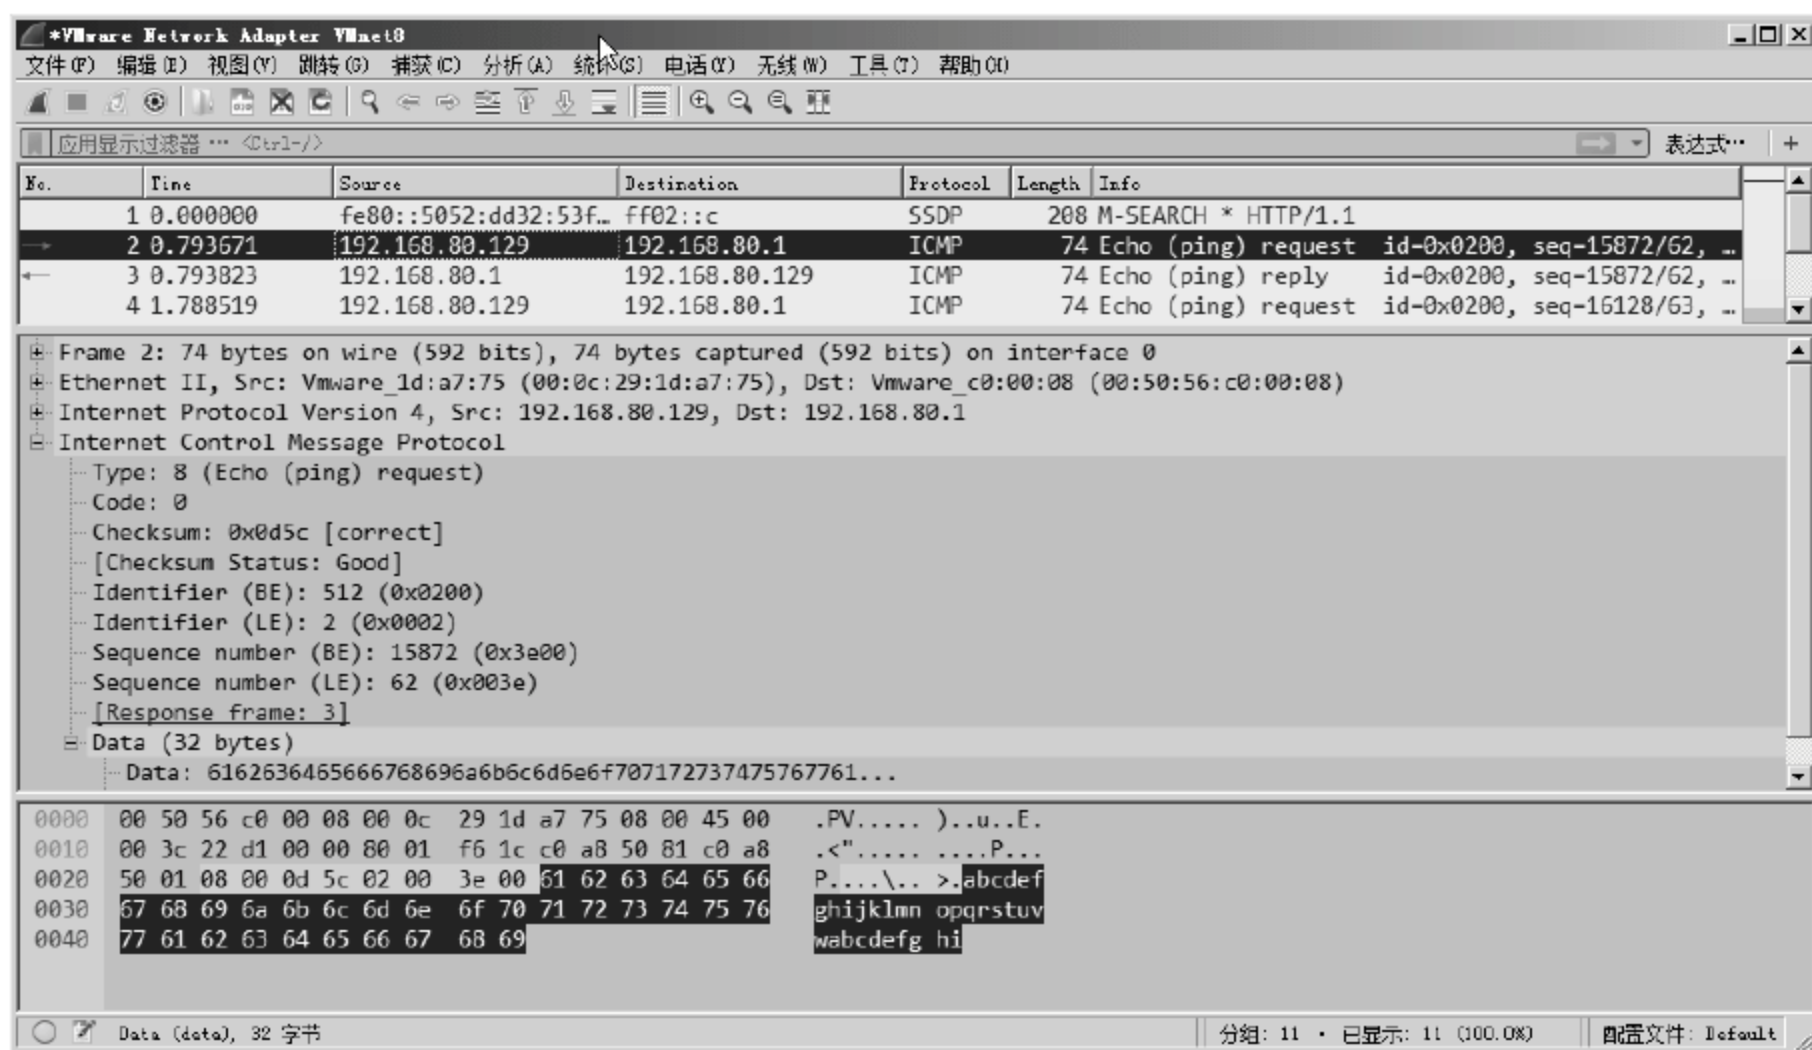 *VMware Network Adapter VMnet8
文件(F) 编辑(E) 视图(V) 跳转(G) 捕获(C) 分析(A) 统计(S) 电话(Y) 无线(W) 工具(T) 帮助(H)
应用显示过滤器 … <Ctrl-/> 表达式… +
No. Time Source Destination Protocol Length Info
1 0.000000 fe80::5052:dd32:53f… ff02::c SSDP 208 M-SEARCH * HTTP/1.1
2 0.793671 192.168.80.129 192.168.80.1 ICMP 74 Echo (ping) request id=0x0200, seq=15872/62, …
3 0.793823 192.168.80.1 192.168.80.129 ICMP 74 Echo (ping) reply id=0x0200, seq=15872/62, …
4 1.788519 192.168.80.129 192.168.80.1 ICMP 74 Echo (ping) request id=0x0200, seq=16128/63, …
Frame 2: 74 bytes on wire (592 bits), 74 bytes captured (592 bits) on interface 0
Ethernet II, Src: Vmware_1d:a7:75 (00:0c:29:1d:a7:75), Dst: Vmware_c0:00:08 (00:50:56:c0:00:08)
Internet Protocol Version 4, Src: 192.168.80.129, Dst: 192.168.80.1
Internet Control Message Protocol
Type: 8 (Echo (ping) request)
Code: 0
Checksum: 0x0d5c [correct]
[Checksum Status: Good]
Identifier (BE): 512 (0x0200)
Identifier (LE): 2 (0x0002)
Sequence number (BE): 15872 (0x3e00)
Sequence number (LE): 62 (0x003e)
[Response frame: 3]
Data (32 bytes)
Data: 6162636465666768696a6b6c6d6e6f7071727374757677​61...
0000 00 50 56 c0 00 08 00 0c 29 1d a7 75 08 00 45 00 .PV..... )..u..E.
0010 00 3c 22 d1 00 00 80 01 f6 1c c0 a8 50 81 c0 a8 .<"..... ....P...
0020 50 01 08 00 0d 5c 02 00 3e 00 61 62 63 64 65 66 P....\.. >.abcdef
0030 67 68 69 6a 6b 6c 6d 6e 6f 70 71 72 73 74 75 76 ghijklmn opqrstuv
0040 77 61 62 63 64 65 66 67 68 69 wabcdefg hi
Data (data), 32 字节 分组: 11 · 已显示: 11 (100.0%) 配置文件: Default